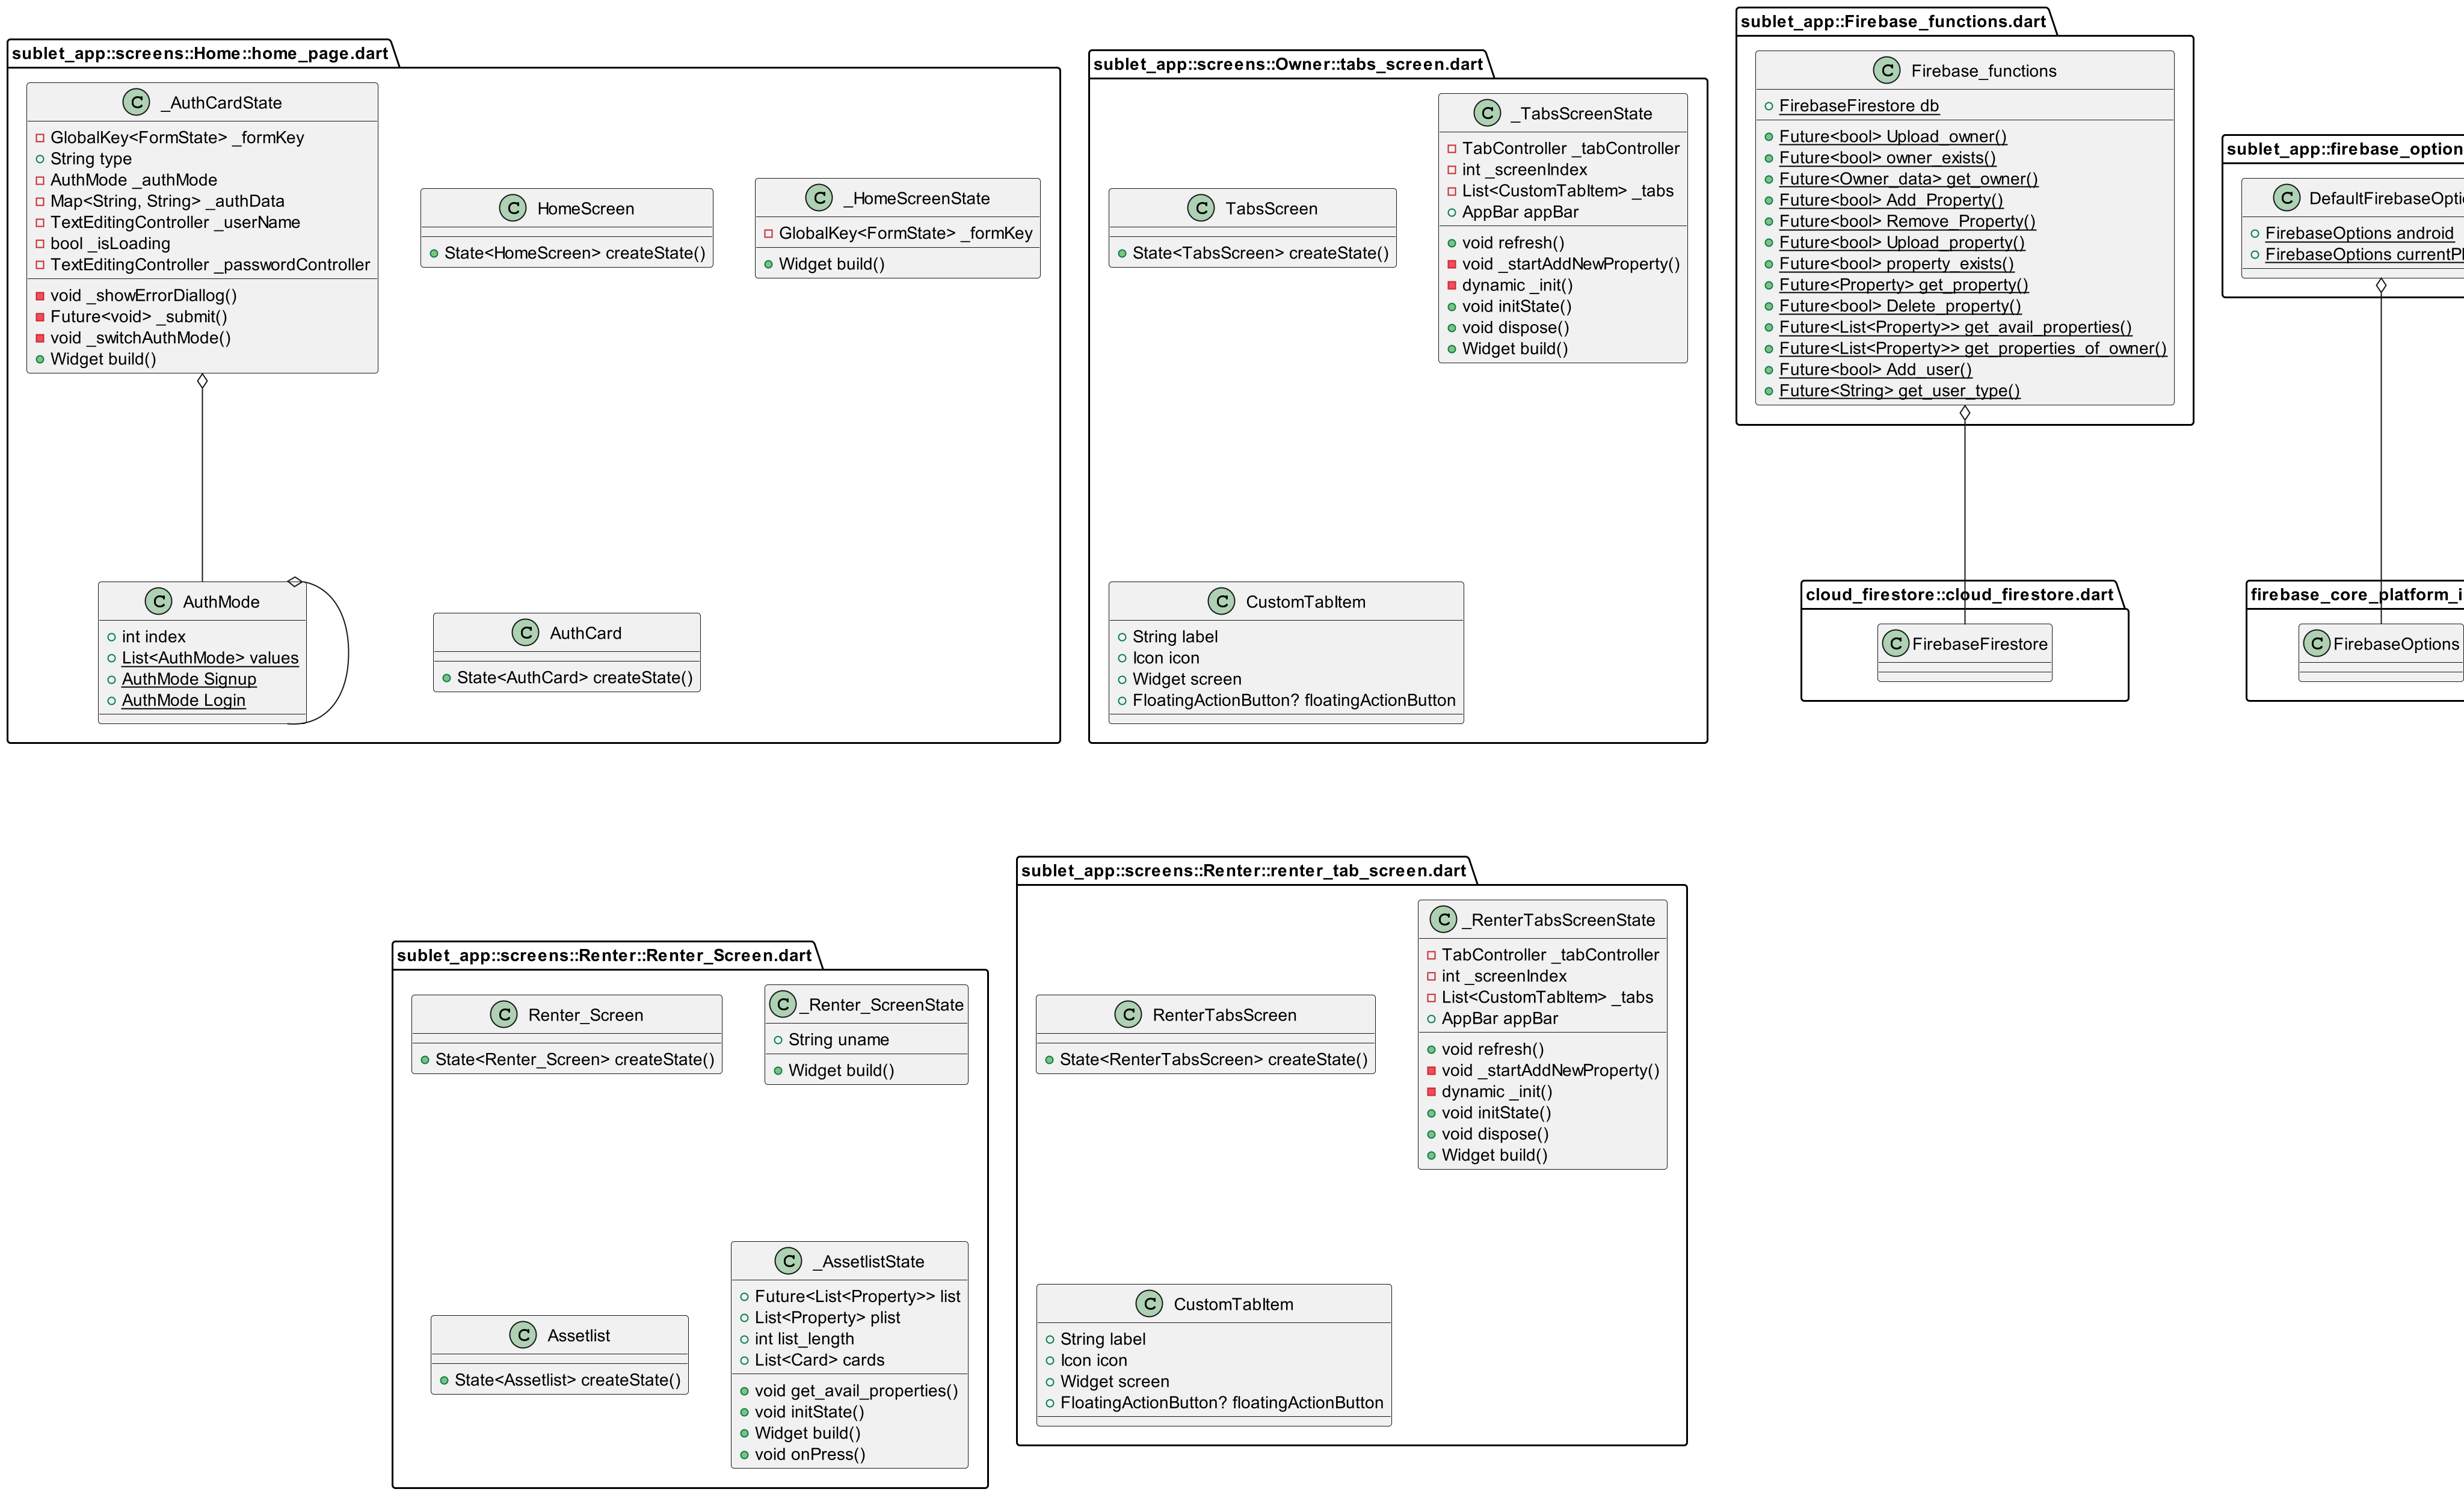 sublet_app::screens::Home::home_page.dart
C _AuthCardState
GlobalKey<FormState> _formKey
String type
AuthMode _authMode
Map<String, String> _authData
TextEditingController _userName
bool _isLoading
TextEditingController _passwordController
void _showErrorDiallog()
Future<void> _submit()
void _switchAuthMode()
Widget build()
C HomeScreen
State<HomeScreen> createState()
C _HomeScreenState
GlobalKey<FormState> _formKey
Widget build()
C AuthMode
int index
List<AuthMode> values
AuthMode Signup
AuthMode Login
C AuthCard
State<AuthCard> createState()
sublet_app::screens::Owner::tabs_screen.dart
C TabsScreen
State<TabsScreen> createState()
C _TabsScreenState
TabController _tabController
int _screenIndex
List<CustomTabItem> _tabs
AppBar appBar
void refresh()
void _startAddNewProperty()
dynamic _init()
void initState()
void dispose()
Widget build()
C CustomTabItem
String label
Icon icon
Widget screen
FloatingActionButton? floatingActionButton
sublet_app::Firebase_functions.dart
C Firebase_functions
FirebaseFirestore db
Future<bool> Upload_owner()
Future<bool> owner_exists()
Future<Owner_data> get_owner()
Future<bool> Add_Property()
Future<bool> Remove_Property()
Future<bool> Upload_property()
Future<bool> property_exists()
Future<Property> get_property()
Future<bool> Delete_property()
Future<List<Property>> get_avail_properties()
Future<List<Property>> get_properties_of_owner()
Future<bool> Add_user()
Future<String> get_user_type()
cloud_firestore::cloud_firestore.dart
C FirebaseFirestore
sublet_app::firebase_option
C DefaultFirebaseOpti
FirebaseOptions android
FirebaseOptions currentPl
firebase_core_platform_i
C FirebaseOptions
sublet_app::screens::Renter::Renter_Screen.dart
C Renter_Screen
State<Renter_Screen> createState()
C _Renter_ScreenState
String uname
Widget build()
C Assetlist
State<Assetlist> createState()
C _AssetlistState
Future<List<Property>> list
List<Property> plist
int list_length
List<Card> cards
void get_avail_properties()
void initState()
Widget build()
void onPress()
sublet_app::screens::Renter::renter_tab_screen.dart
C RenterTabsScreen
State<RenterTabsScreen> createState()
C _RenterTabsScreenState
TabController _tabController
int _screenIndex
List<CustomTabItem> _tabs
AppBar appBar
void refresh()
void _startAddNewProperty()
dynamic _init()
void initState()
void dispose()
Widget build()
C CustomTabItem
String label
Icon icon
Widget screen
FloatingActionButton? floatingActionButton